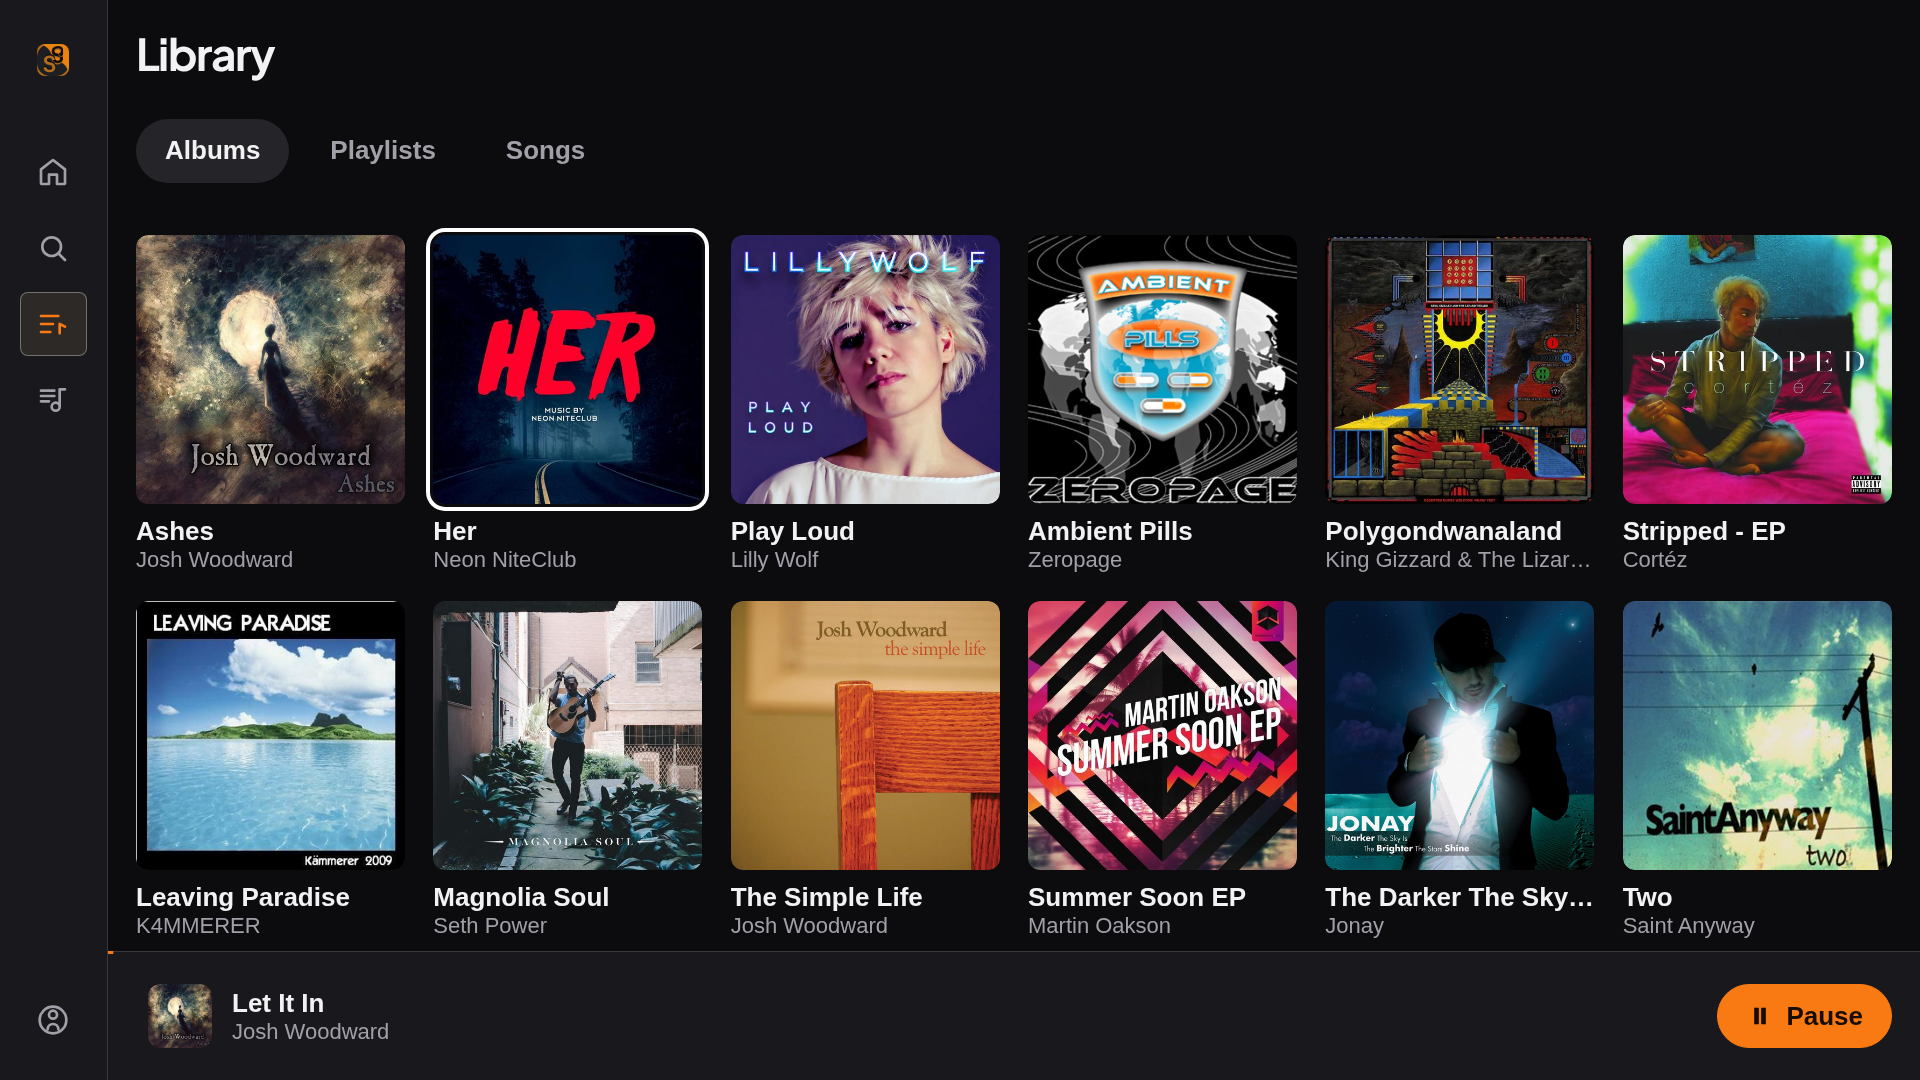 Library
Albums
Playlists
Songs
Josh Woodward
Ashes
HER
MUSIC BY
NEON NITECLUB
LILLYWOLF
PLAY
LOUD
AMBIENT
PILLS
ZEROPAGE
STRIPPED
cortéz
ADVISORY
Ashes
Josh Woodward
Her
Neon NiteClub
Play Loud
Lilly Wolf
Ambient Pills
Zeropage
Polygondwanaland
King Gizzard & The Lizar…
Stripped - EP
Cortéz
LEAVING PARADISE
Kämmerer 2009
MAGNOLIA SOUL
Josh Woodward
the simple life
MARTIN OAKSON
SUMMER SOON EP
JONAY
The Darker The Sky Is
The Brighter The Stars Shine
SaintAnyway
two
Leaving Paradise
K4MMERER
Magnolia Soul
Seth Power
The Simple Life
Josh Woodward
Summer Soon EP
Martin Oakson
The Darker The Sky…
Jonay
Two
Saint Anyway
Let It In
Josh Woodward
Pause